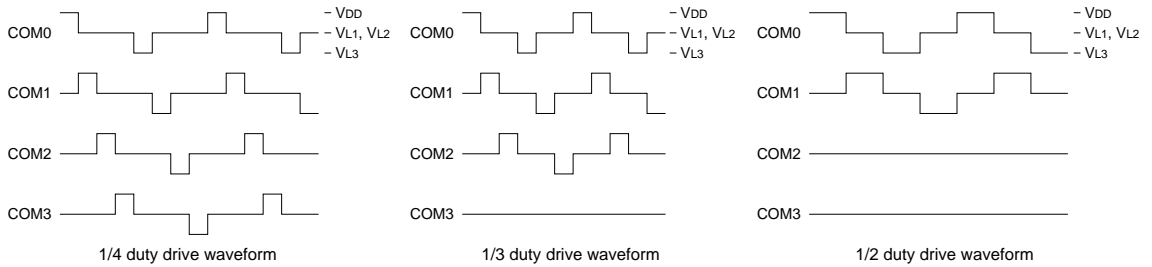 COM0
– VDD
– VL1, VL2
– VL3
COM1
COM2
COM3
1/4 duty drive waveform
COM0
– VDD
– VL1, VL2
– VL3
COM1
COM2
COM3
1/3 duty drive waveform
COM0
– VDD
– VL1, VL2
– VL3
COM1
COM2
COM3
1/2 duty drive waveform